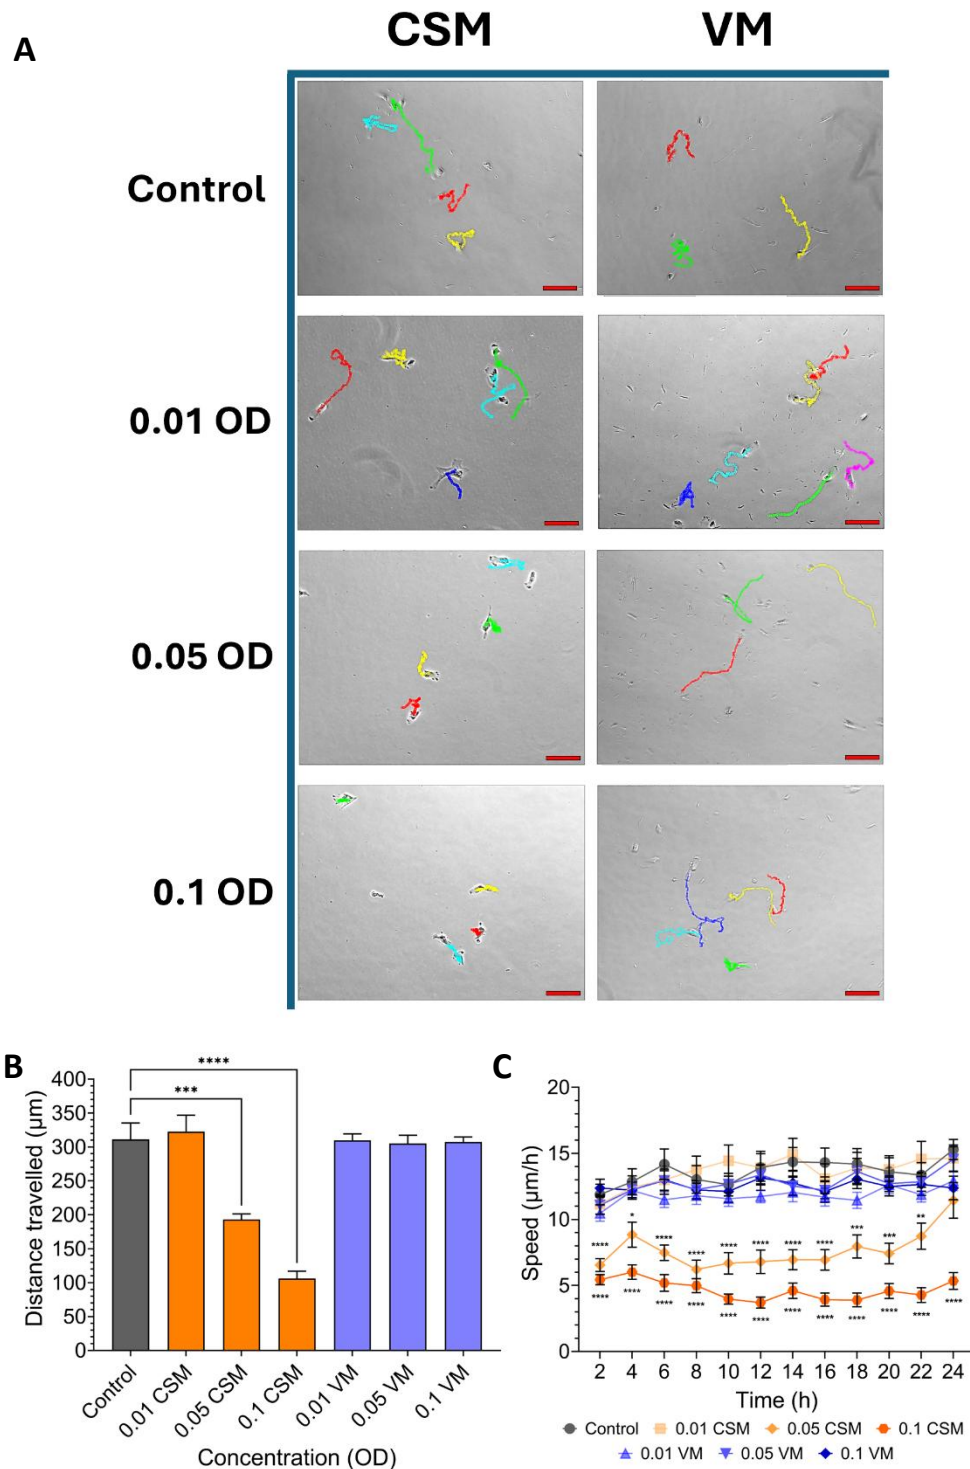 A
CSM
VM
Control
0.01 OD
0.05 OD
0.1 OD
B
Distance travelled (µm)
400
350
300
250
200
150
100
50
0
****
***
Control
0.01 CSM
0.05 CSM
0.1 CSM
0.01 VM
0.05 VM
0.1 VM
Concentration (OD)
C
Speed (µm/h)
20
15
10
5
0
**** * **** **** **** **** **** **** *** *** **
**** **** **** **** **** **** **** **** **** **** **** ****
2 4 6 8 10 12 14 16 18 20 22 24
Time (h)
Control 0.01 CSM 0.05 CSM 0.1 CSM
0.01 VM 0.05 VM 0.1 VM